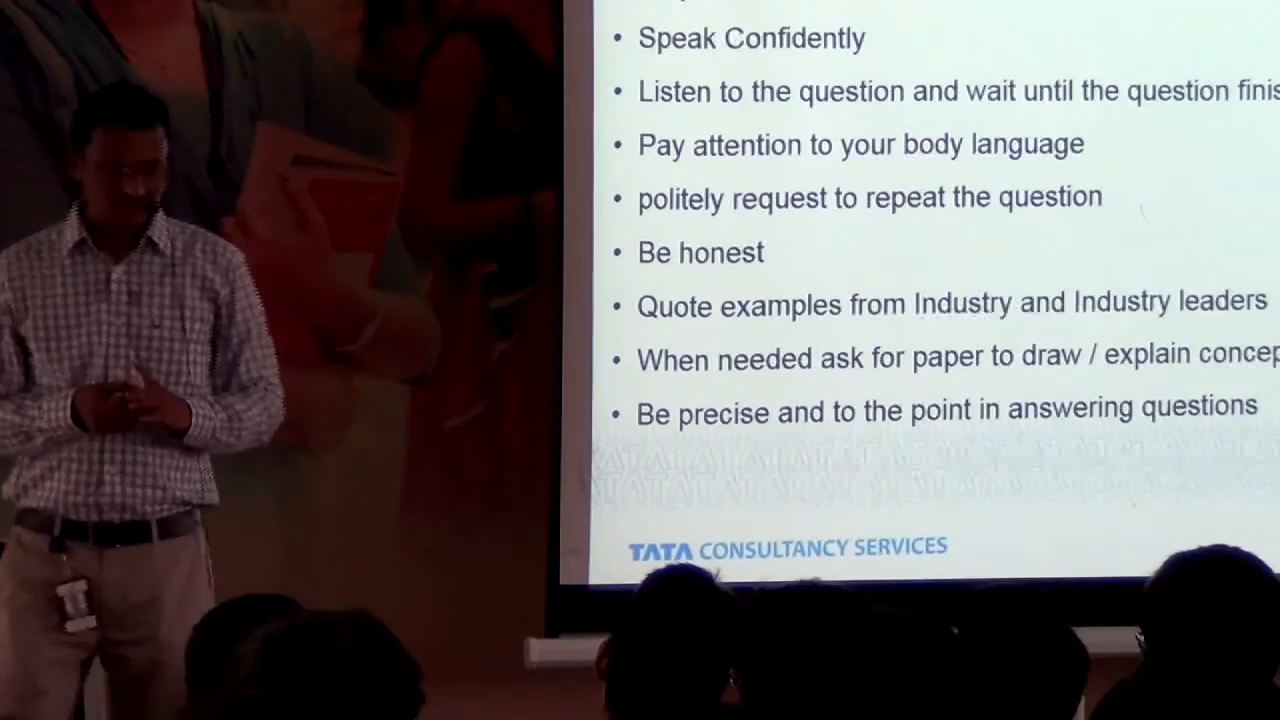 • Speak Confidently
• Listen to the question and wait until the question
• Pay attention to your body language
• politely request to repeat the question
• Be honest
• Quote examples from Industry and Industry leaders
• When needed ask for paper to draw / explain
• Be precise and to the point in answering questions
TATA CONSULTANCY SERVICES